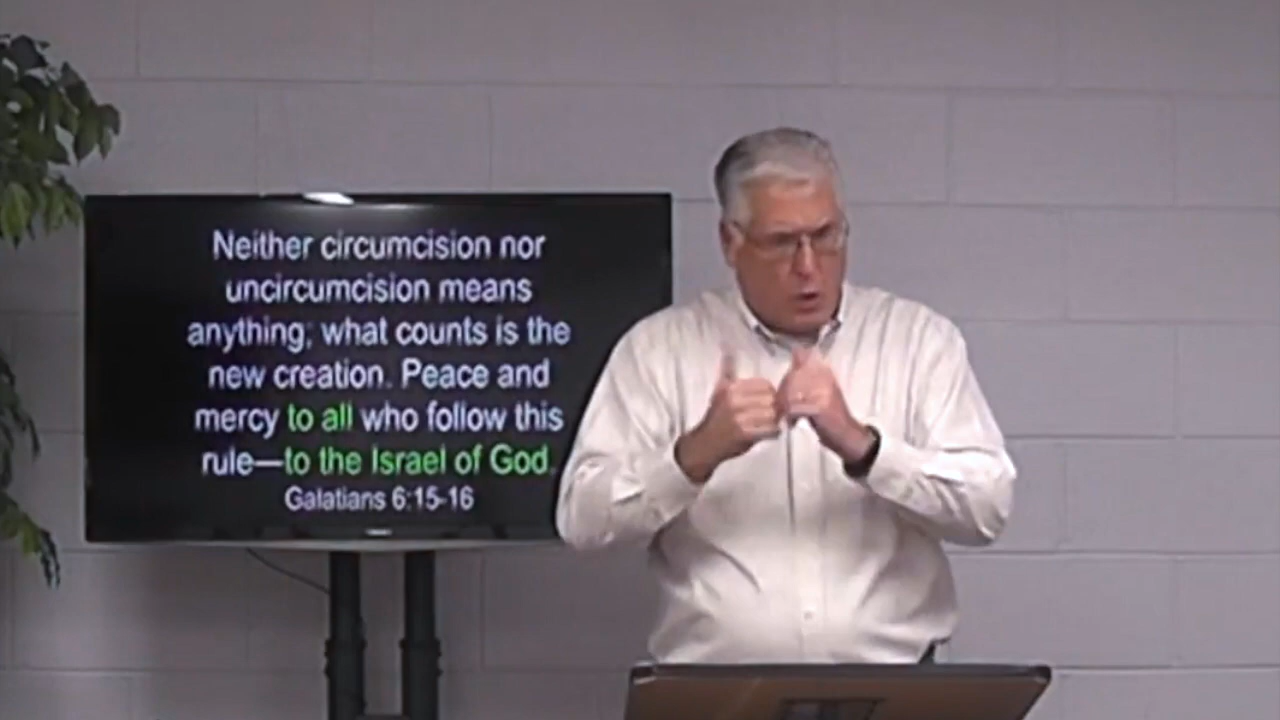 Neither circumcision nor
uncircumcision means
anything; what counts is the
new creation. Peace and
mercy to all who follow this
rule—to the Israel of God.
Galatians 6:15-16